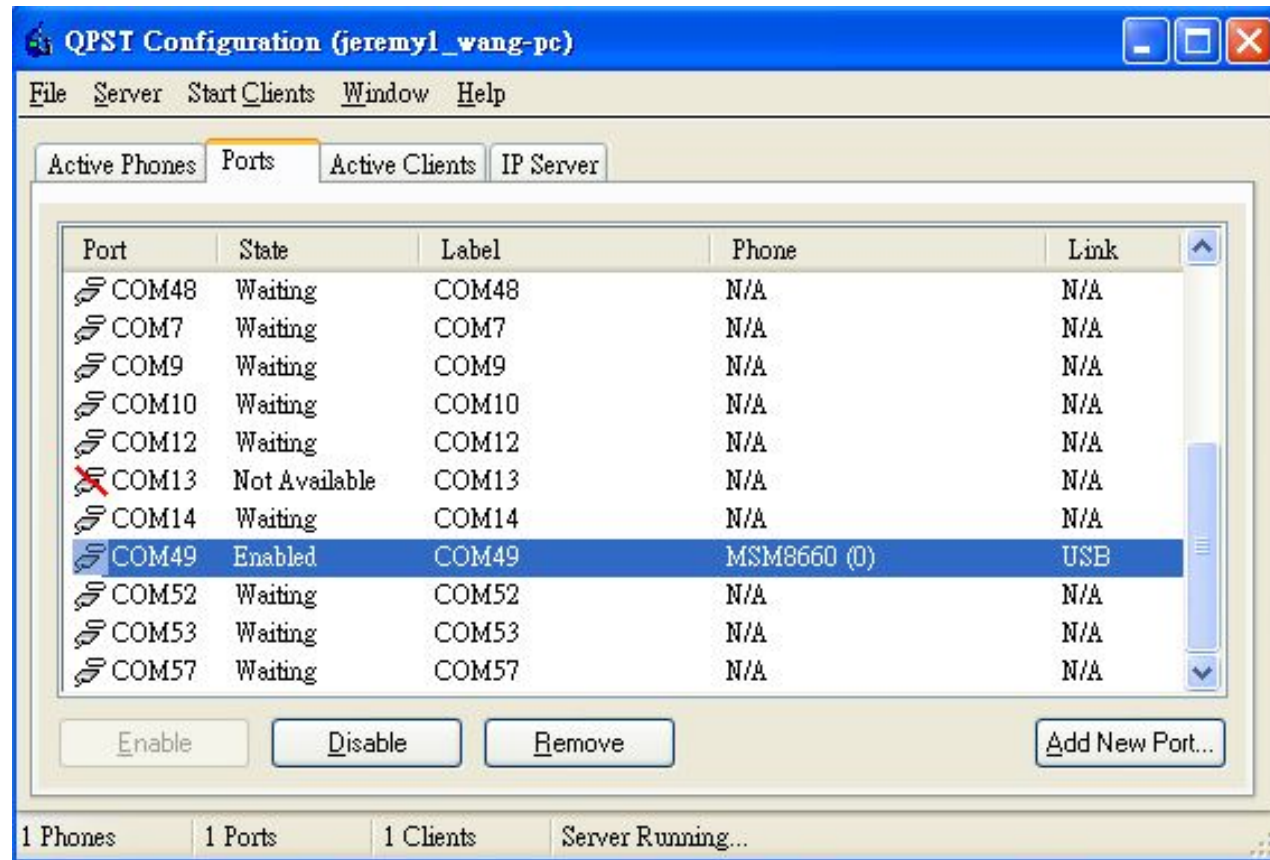 QPST Configuration (jeremy1_wang-pc)
File Server Start Clients Window Help
Active Phones Ports Active Clients IP Server
Port State Label Phone Link
COM48 Waiting COM48 N/A N/A
COM7 Waiting COM7 N/A N/A
COM9 Waiting COM9 N/A N/A
COM10 Waiting COM10 N/A N/A
COM12 Waiting COM12 N/A N/A
COM13 Not Available COM13 N/A N/A
COM14 Waiting COM14 N/A N/A
COM49 Enabled COM49 MSM8660 (0) USB
COM52 Waiting COM52 N/A N/A
COM53 Waiting COM53 N/A N/A
COM57 Waiting COM57 N/A N/A
Enable Disable Remove Add New Port...
1 Phones 1 Ports 1 Clients Server Running...